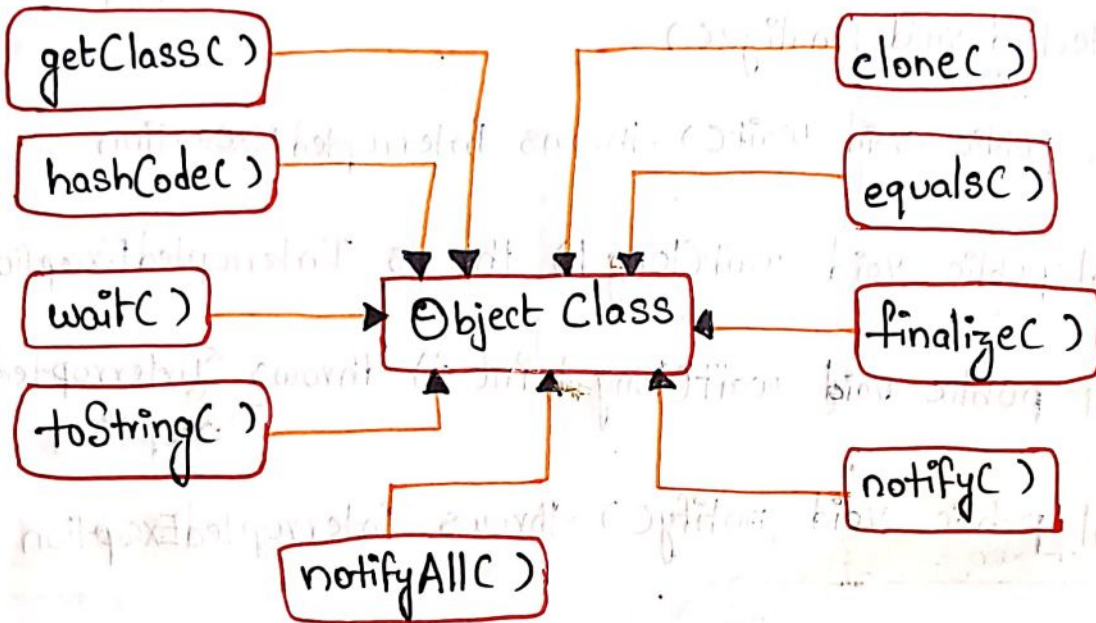 getClass()
clone()
hashCode()
equals()
wait()
Object Class
finalize()
toString()
notify()
notifyAll()